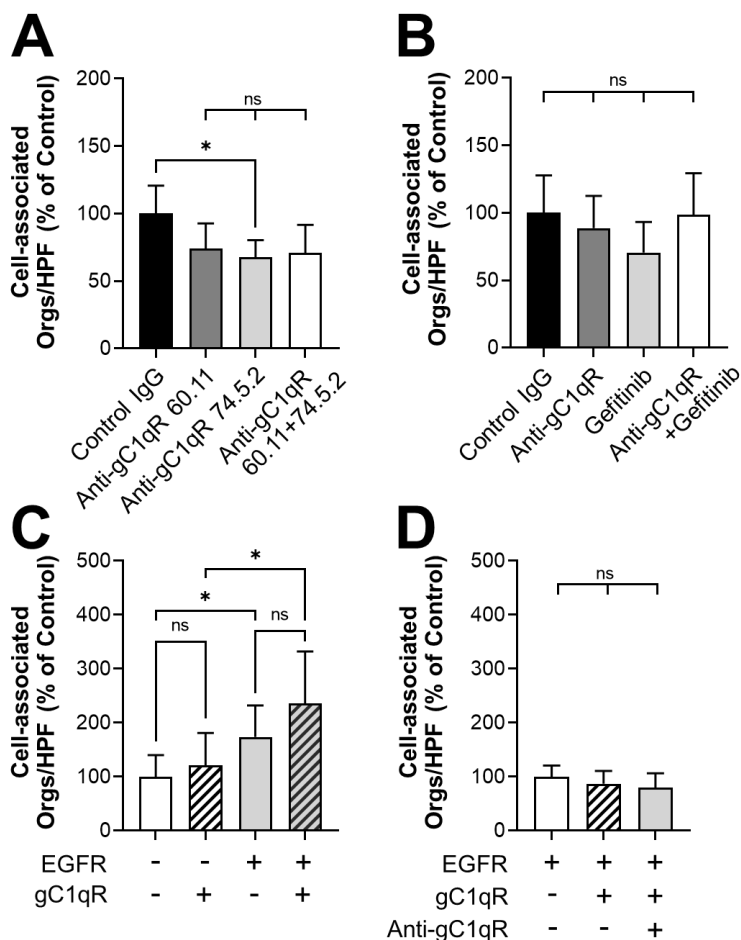 A
Cell-associated
Orgs/HPF (% of Control)
200
150
100
50
0
ns
*
Control IgG
Anti-gC1qR 60.11
Anti-gC1qR 74.5.2
Anti-gC1qR
60.11+74.5.2
B
Cell-associated
Orgs/HPF (% of Control)
200
150
100
50
0
ns
Control IgG
Anti-gC1qR
Gefitinib
Anti-gC1qR
+Gefitinib
C
Cell-associated
Orgs/HPF (% of Control)
500
400
300
200
100
0
*
*
ns
ns
EGFR - - + +
gC1qR - + - +
D
Cell-associated
Orgs/HPF (% of Control)
500
400
300
200
100
0
ns
EGFR + + +
gC1qR - + +
Anti-gC1qR - - +